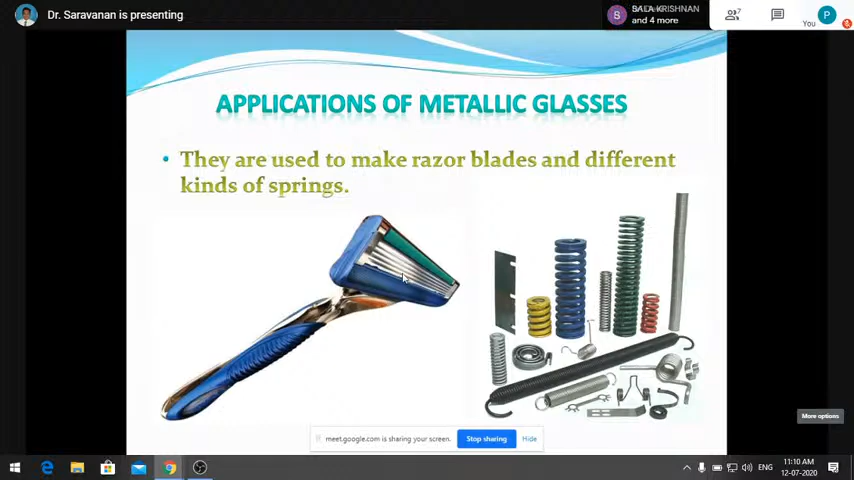 Dr. Saravanan is presenting
S
and 4 more
7
You
P
APPLICATIONS OF METALLIC GLASSES
• They are used to make razor blades and different
kinds of springs.
More options
meet.google.com is sharing your screen.
Stop sharing
Hide
ENG
11:10 AM
12-07-2020